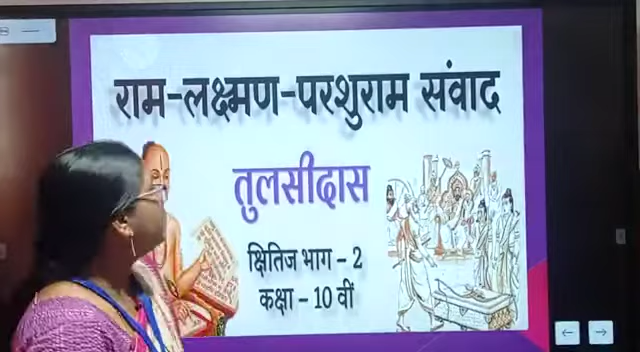 राम-लक्ष्मण-परशुराम संवाद
तुलसीदास
क्षितिज भाग – 2
कक्षा – 10 वीं